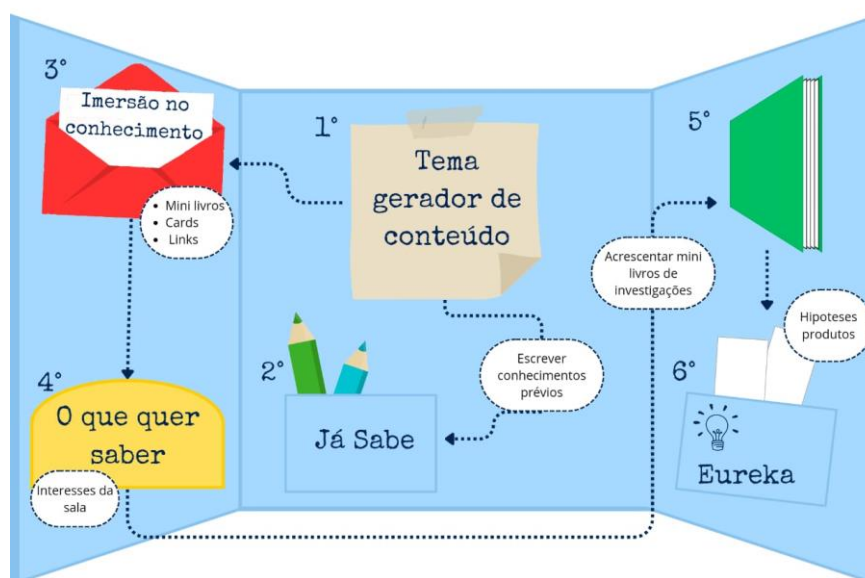 3°
Imersão no
conhecimento
• Mini livros
• Cards
• Links
1°
Tema
gerador de
conteúdo
5°
Acrescentar mini
livros de
investigações
Hipoteses
produtos
2°
Escrever
conhecimentos
prévios
Já Sabe
4°
O que quer
saber
Interesses da
sala
6°
Eureka